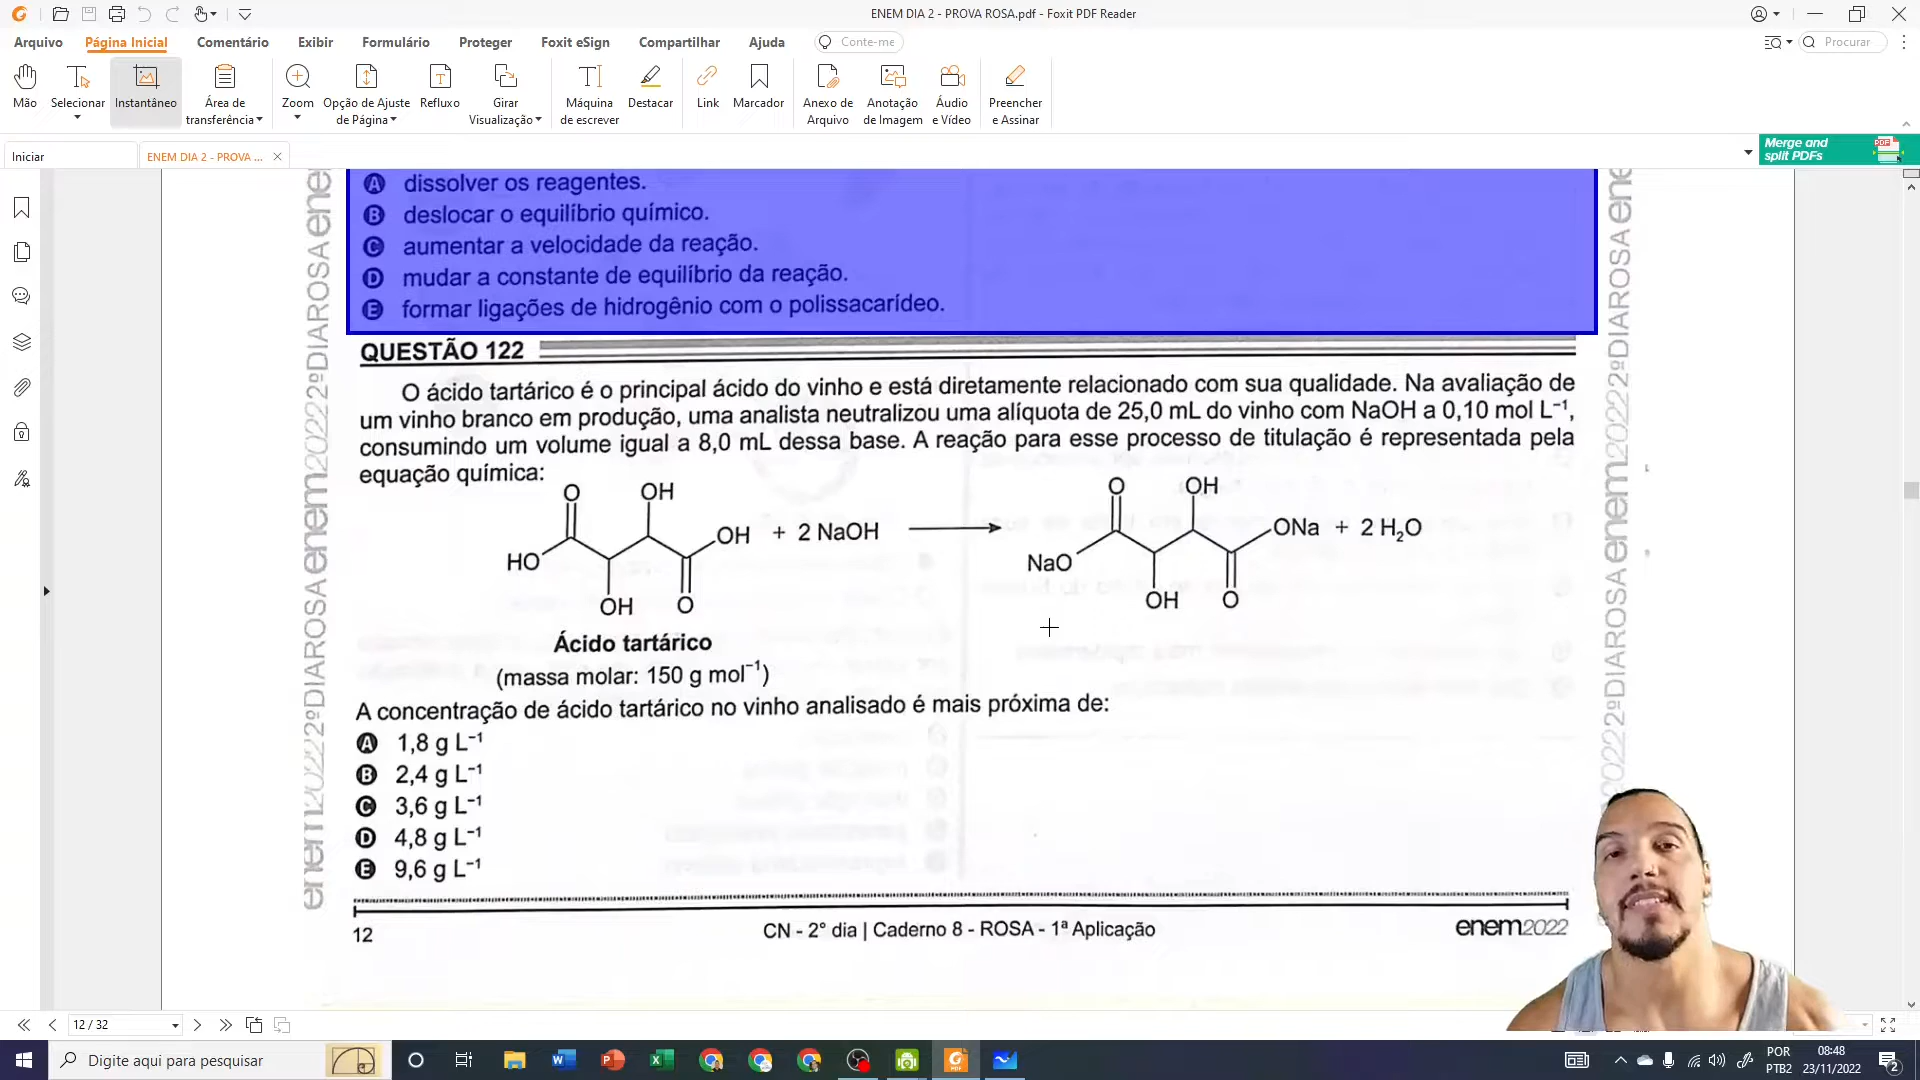 ENEM DIA 2 - PROVA ROSA.pdf - Foxit PDF Reader
Arquivo Página Inicial Comentário Exibir Formulário Proteger Foxit eSign Compartilhar Ajuda Conte-me Procurar
Mão Selecionar Instantâneo Área de transferência Zoom Opção de Ajuste de Página Refluxo Girar Visualização Máquina de escrever Destacar Link Marcador Anexo de Arquivo Anotação de Imagem Áudio e Vídeo Preencher e Assinar
Iniciar ENEM DIA 2 - PROVA ... Merge and split PDFs
A dissolver os reagentes.
B deslocar o equilíbrio químico.
C aumentar a velocidade da reação.
D mudar a constante de equilíbrio da reação.
E formar ligações de hidrogênio com o polissacarídeo.
QUESTÃO 122
O ácido tartárico é o principal ácido do vinho e está diretamente relacionado com sua qualidade. Na avaliação de
um vinho branco em produção, uma analista neutralizou uma alíquota de 25,0 mL do vinho com NaOH a 0,10 mol L⁻¹,
consumindo um volume igual a 8,0 mL dessa base. A reação para esse processo de titulação é representada pela
equação química:
O OH O OH
HO OH + 2 NaOH NaO ONa + 2 H₂O
OH O OH O
Ácido tartárico
(massa molar: 150 g mol⁻¹)
A concentração de ácido tartárico no vinho analisado é mais próxima de:
A 1,8 g L⁻¹
B 2,4 g L⁻¹
C 3,6 g L⁻¹
D 4,8 g L⁻¹
E 9,6 g L⁻¹
12 CN - 2° dia | Caderno 8 - ROSA - 1ª Aplicação enem2022
12 / 32
Digite aqui para pesquisar
POR
PTB2
08:48
23/11/2022
2